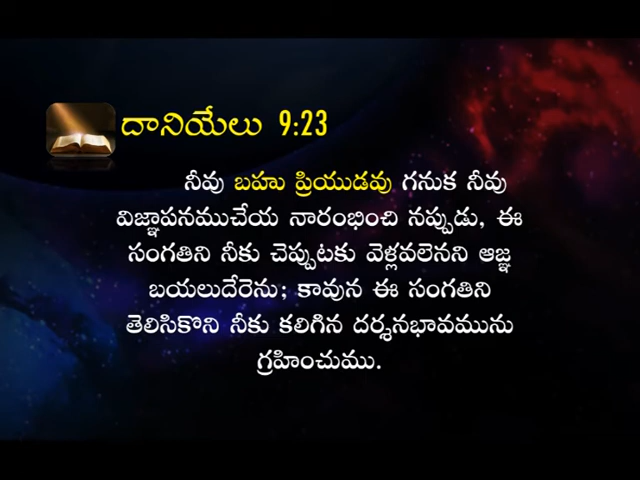 దానియేలు 9:23
నీవు బహు ప్రియుడవు గనుక నీవు
విజ్ఞాపనముచేయ నారంభించి నప్పుడు, ఈ
సంగతిని నీకు చెప్పుటకు వెళ్లవలెనని ఆజ్ఞ
బయలుదేరెను; కావున ఈ సంగతిని
తెలిసికొని నీకు కలిగిన దర్శనభావమును
గ్రహించుము.